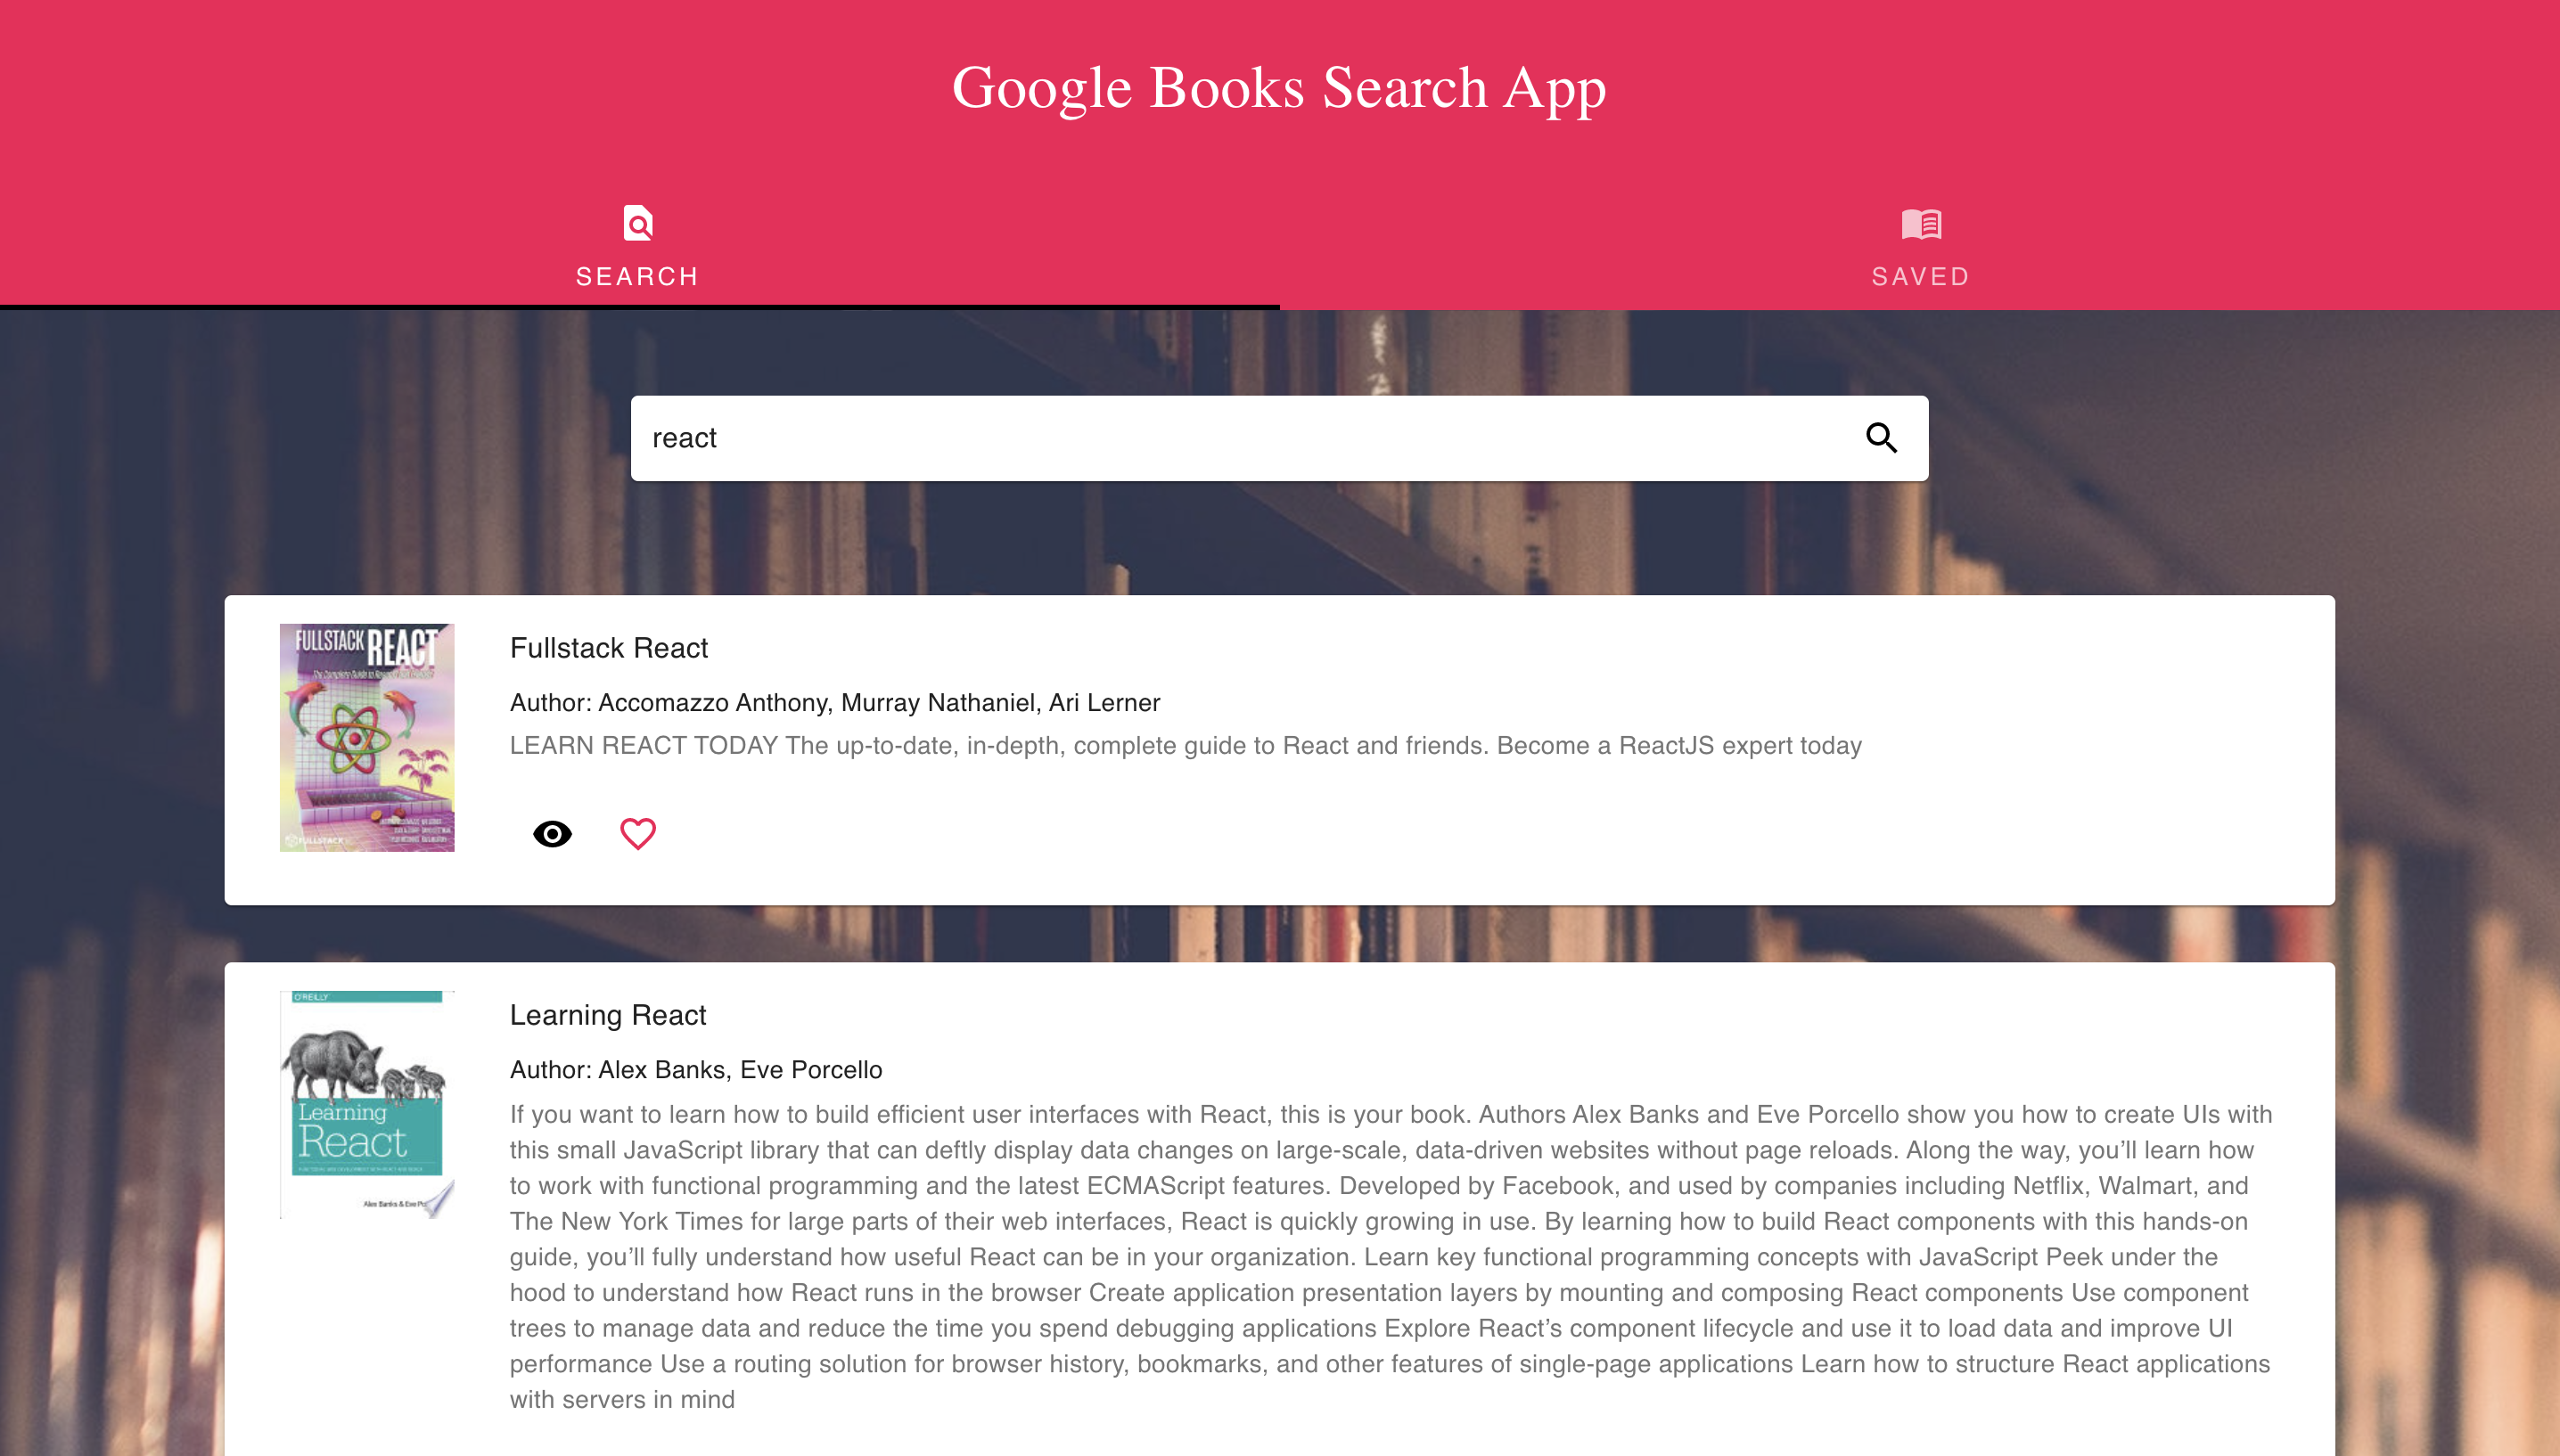 Google Books Search App
SEARCH
SAVED
react
FULLSTACK REACT
FULLSTACK
Fullstack React
Author: Accomazzo Anthony, Murray Nathaniel, Ari Lerner
LEARN REACT TODAY The up-to-date, in-depth, complete guide to React and friends. Become a ReactJS expert today
O'REILLY
Learning
React
Alex Banks & Eve
Learning React
Author: Alex Banks, Eve Porcello
If you want to learn how to build efficient user interfaces with React, this is your book. Authors Alex Banks and Eve Porcello show you how to create UIs with
this small JavaScript library that can deftly display data changes on large-scale, data-driven websites without page reloads. Along the way, you’ll learn how
to work with functional programming and the latest ECMAScript features. Developed by Facebook, and used by companies including Netflix, Walmart, and
The New York Times for large parts of their web interfaces, React is quickly growing in use. By learning how to build React components with this hands-on
guide, you’ll fully understand how useful React can be in your organization. Learn key functional programming concepts with JavaScript Peek under the
hood to understand how React runs in the browser Create application presentation layers by mounting and composing React components Use component
trees to manage data and reduce the time you spend debugging applications Explore React’s component lifecycle and use it to load data and improve UI
performance Use a routing solution for browser history, bookmarks, and other features of single-page applications Learn how to structure React applications
with servers in mind